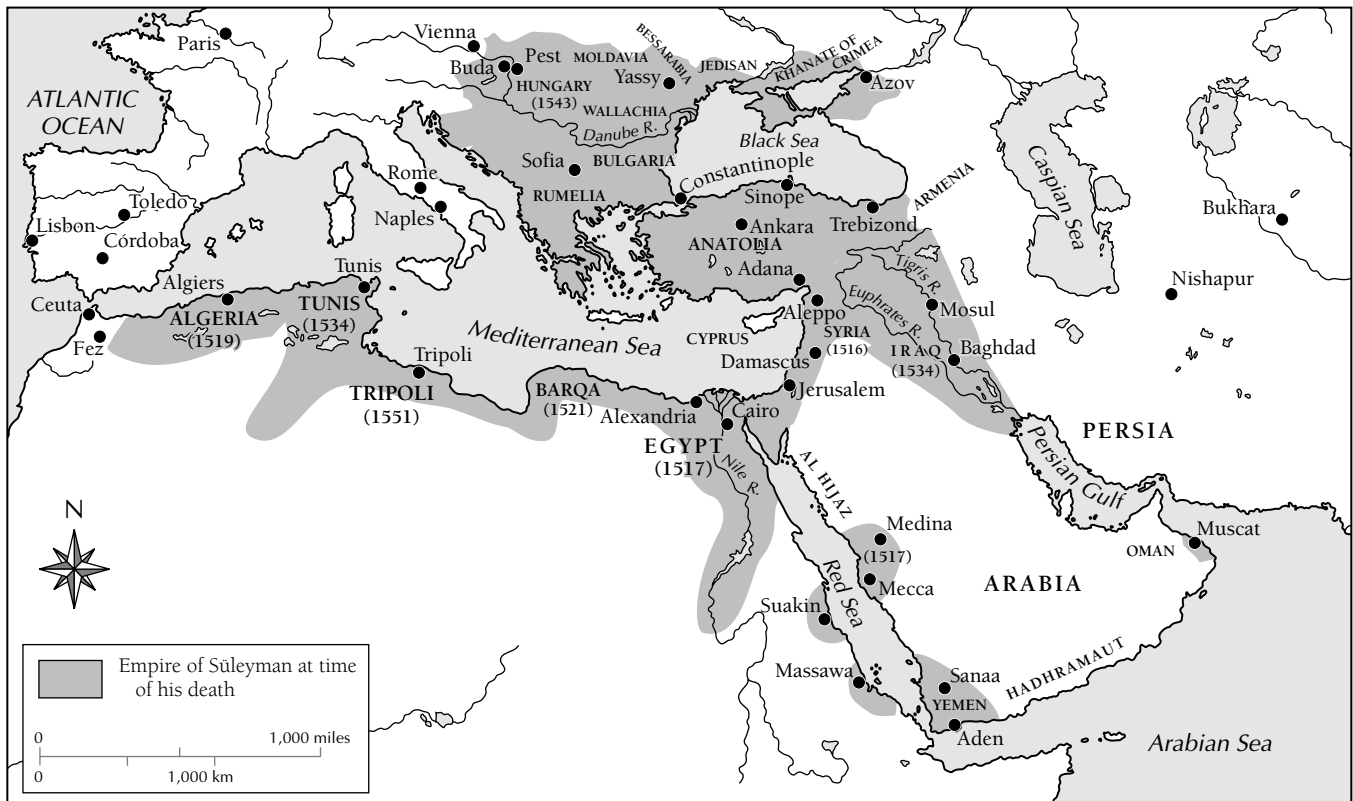 Paris
Vienna
Buda
Pest
HUNGARY
(1543)
MOLDAVIA
BESSARABIA
Yassy
JEDISAN
KHANATE OF
CRIMEA
Azov
ATLANTIC
OCEAN
WALLACHIA
Danube R.
Black Sea
Caspian Sea
Sofia
BULGARIA
Constantinople
RUMELIA
Sinope
ARMENIA
Rome
Naples
Toledo
Lisbon
Córdoba
Ankara
ANATOLIA
Trebizond
Bukhara
Adana
Tigris R.
Nishapur
Tunis
Algiers
Ceuta
TUNIS
(1534)
ALGERIA
(1519)
Fez
Mediterranean Sea
CYPRUS
Aleppo
SYRIA
(1516)
Euphrates R.
Mosul
Damascus
IRAQ
(1534)
Baghdad
Tripoli
TRIPOLI
(1551)
BARQA
(1521)
Alexandria
Jerusalem
Cairo
EGYPT
(1517)
Nile R.
PERSIA
Persian Gulf
AL HIJAZ
Medina
(1517)
Mecca
Muscat
OMAN
ARABIA
Red Sea
Suakin
Massawa
Sanaa
YEMEN
Aden
HADHRAMAUT
Arabian Sea
N
Empire of Süleyman at time
of his death
0
1,000 miles
0
1,000 km